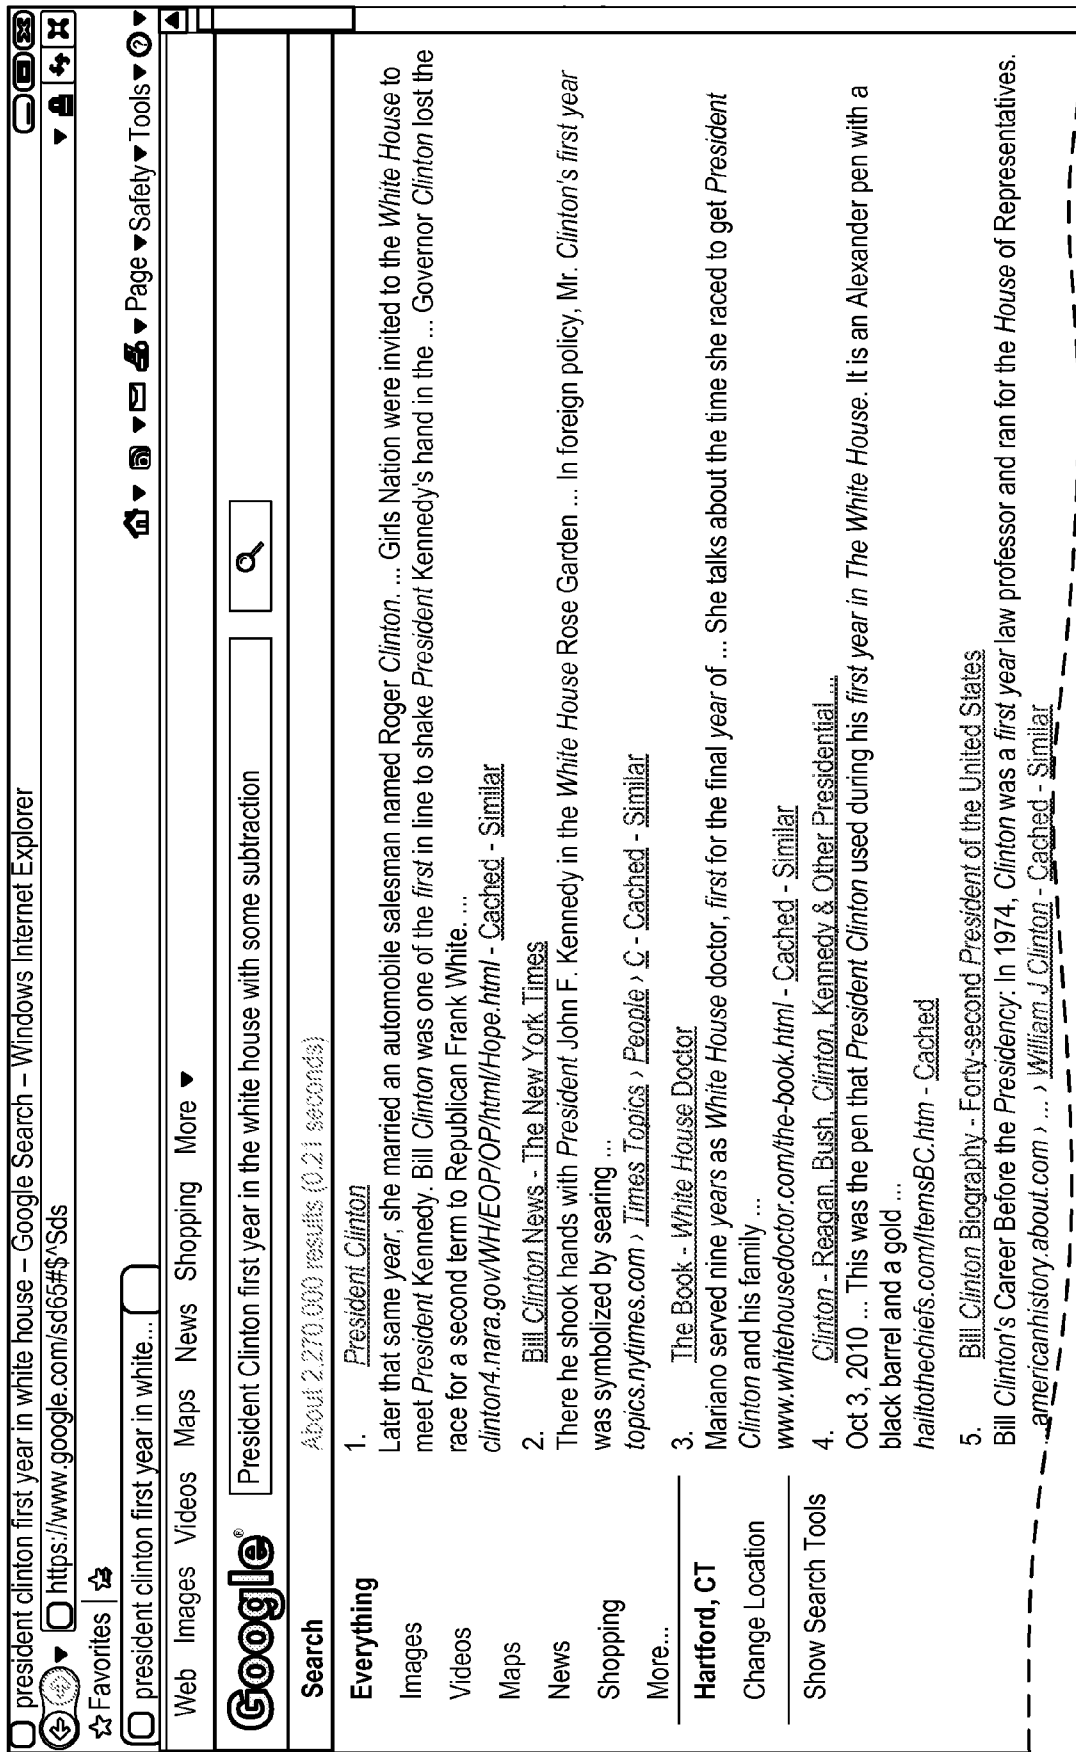 president clinton first year in white house – Google Search – Windows Internet Explorer
https://www.google.com/sd65#$^Sds
Favorites
president clinton first year in white...
Page Safety Tools
Web Images Videos Maps News Shopping More
Google®
President Clinton first year in the white house with some subtraction
Search
About 2,270,000 results (0.21 seconds)
Everything
Images
Videos
Maps
News
Shopping
More...
Hartford, CT
Change Location
Show Search Tools
1.
President Clinton
Later that same year, she married an automobile salesman named Roger Clinton. ... Girls Nation were invited to the White House to
meet President Kennedy. Bill Clinton was one of the first in line to shake President Kennedy's hand in the ... Governor Clinton lost the
race for a second term to Republican Frank White. ...
clinton4.nara.gov/WH/EOP/OP/html/Hope.html - Cached - Similar
2.
Bill Clinton News - The New York Times
There he shook hands with President John F. Kennedy in the White House Rose Garden ... In foreign policy, Mr. Clinton's first year
was symbolized by searing ...
topics.nytimes.com › Times Topics › People › C - Cached - Similar
3.
The Book - White House Doctor
Mariano served nine years as White House doctor, first for the final year of ... She talks about the time she raced to get President
Clinton and his family ...
www.whitehousedoctor.com/the-book.html - Cached - Similar
4.
Clinton - Reagan, Bush, Clinton, Kennedy & Other Presidential ...
Oct 3, 2010 ... This was the pen that President Clinton used during his first year in The White House. It is an Alexander pen with a
black barrel and a gold ...
hailtothechiefs.com/ItemsBC.htm - Cached
5.
Bill Clinton Biography - Forty-second President of the United States
Bill Clinton's Career Before the Presidency: In 1974, Clinton was a first year law professor and ran for the House of Representatives.
americanhistory.about.com › ... › William J Clinton - Cached - Similar